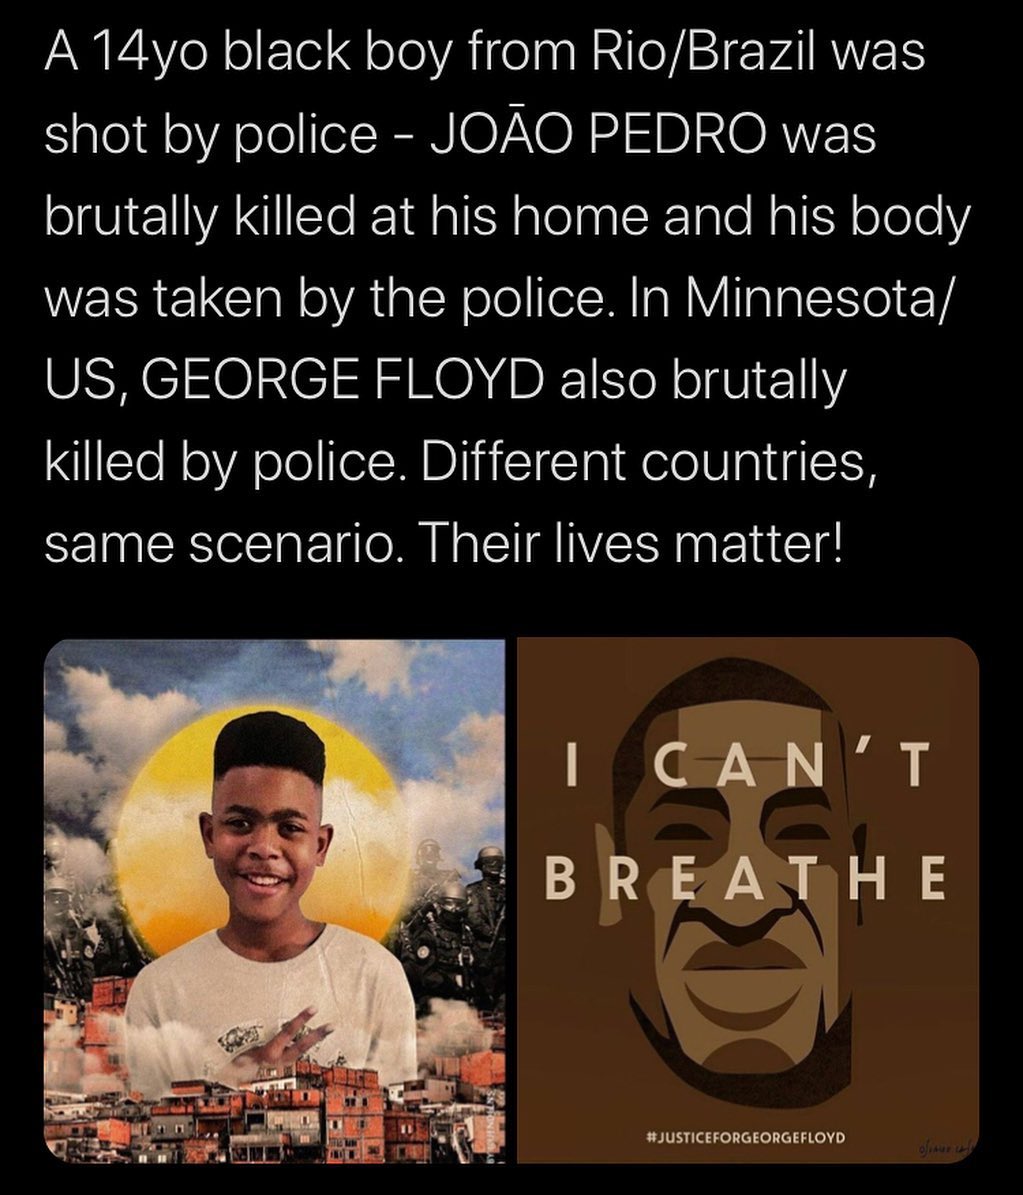 A 14yo black boy from Rio/Brazil was
shot by police - JOĀO PEDRO was
brutally killed at his home and his body
was taken by the police. In Minnesota/
US, GEORGE FLOYD also brutally
killed by police. Different countries,
same scenario. Their lives matter!
I CAN'T
BREATHE
#JUSTICEFORGEORGEFLOYD